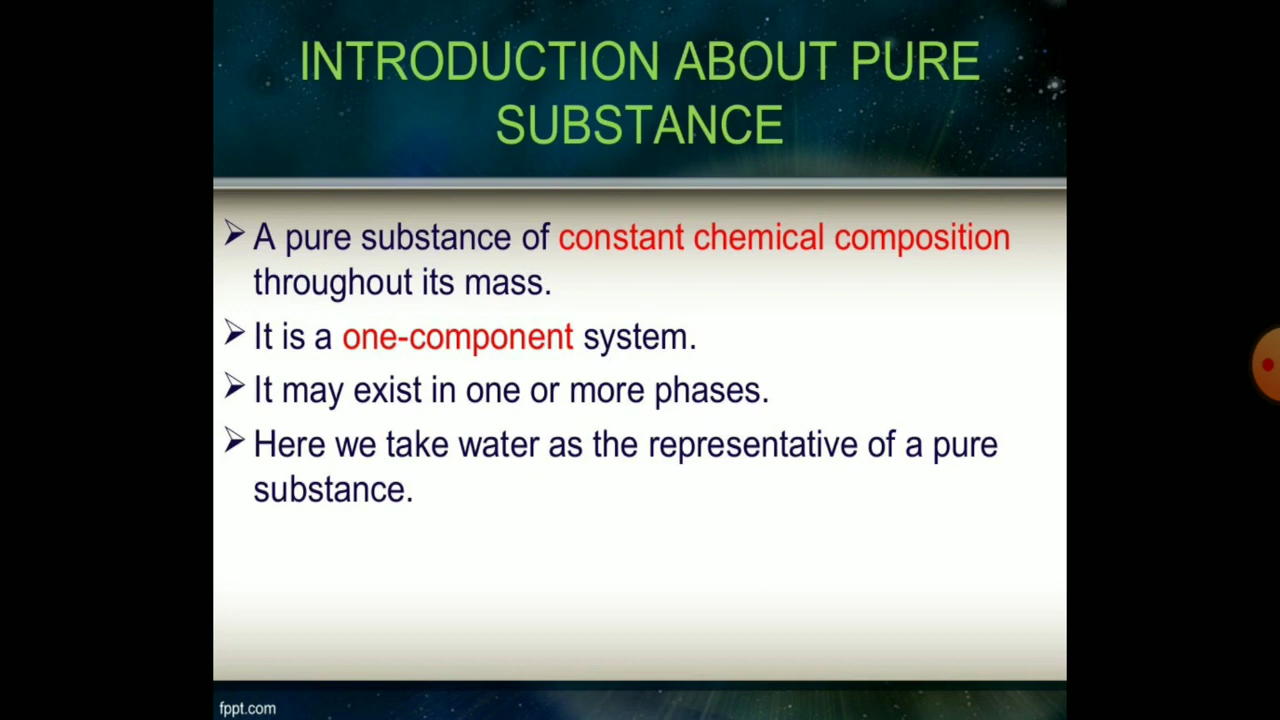 INTRODUCTION ABOUT PURE
SUBSTANCE
A pure substance of constant chemical composition
throughout its mass.
It is a one-component system.
It may exist in one or more phases.
Here we take water as the representative of a pure
substance.
fppt.com